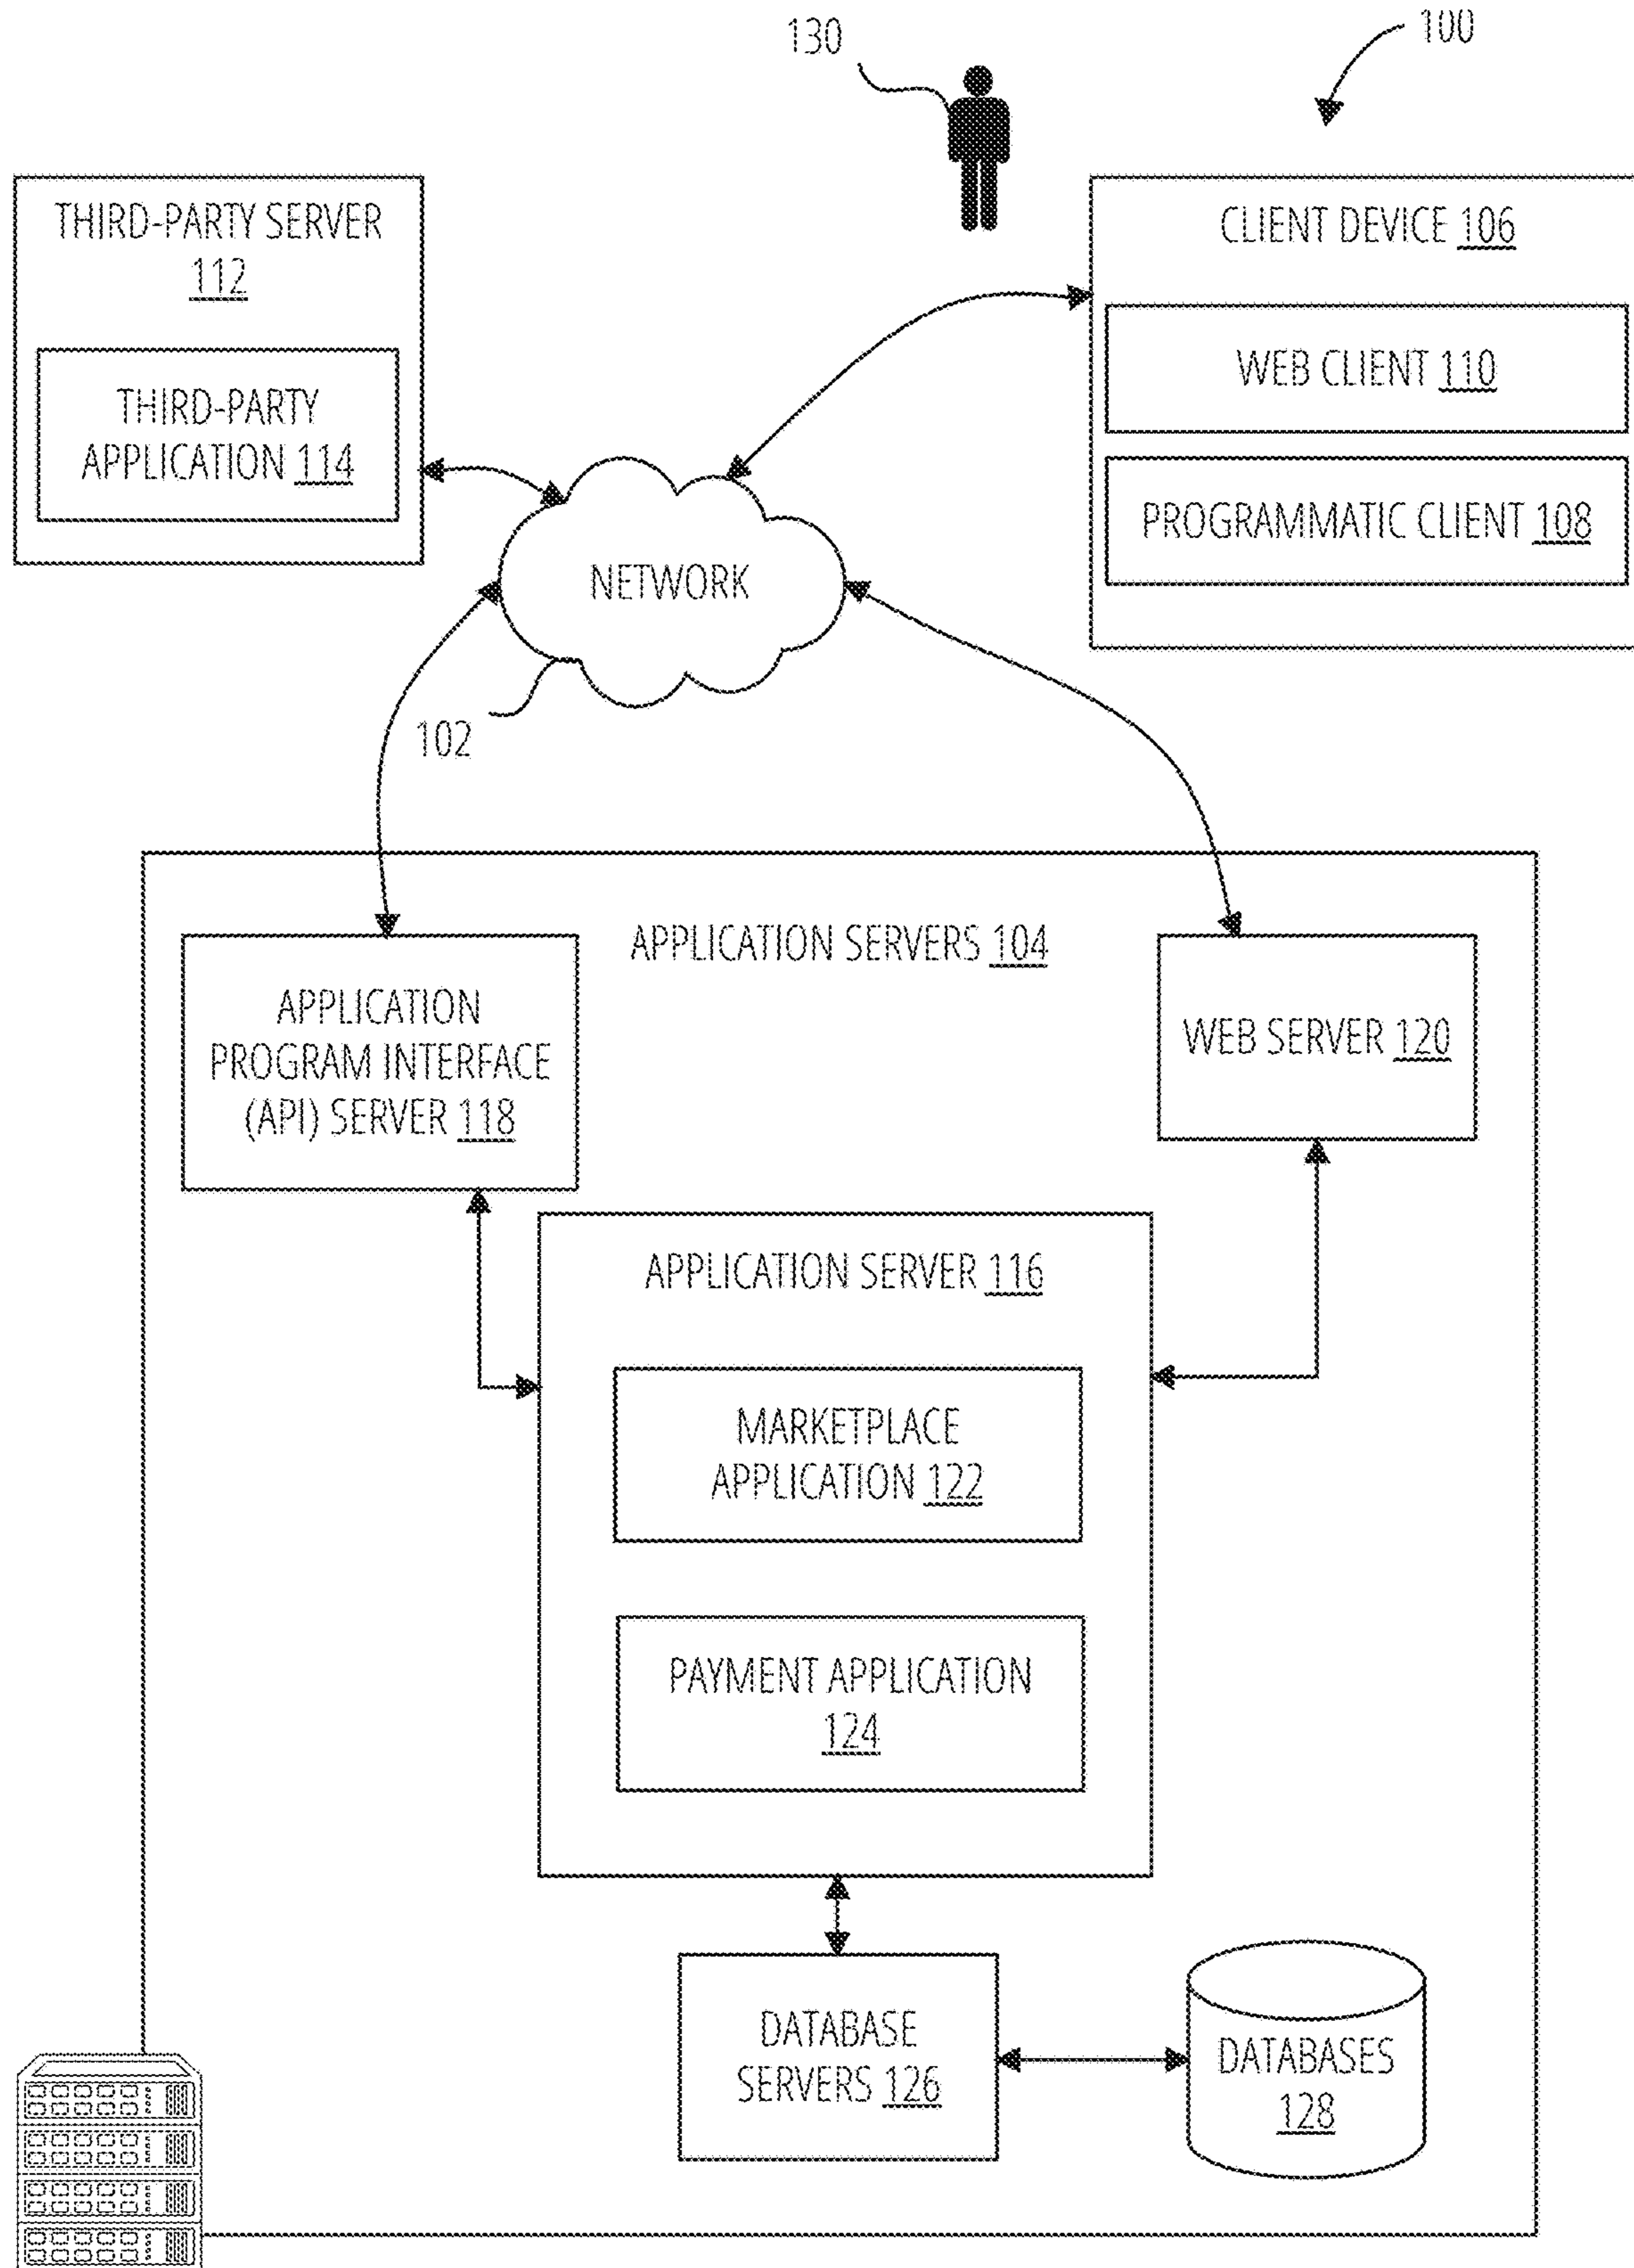 130
100
THIRD-PARTY SERVER
112
THIRD-PARTY
APPLICATION 114
CLIENT DEVICE 106
WEB CLIENT 110
PROGRAMMATIC CLIENT 108
NETWORK
102
APPLICATION SERVERS 104
APPLICATION
PROGRAM INTERFACE
(API) SERVER 118
WEB SERVER 120
APPLICATION SERVER 116
MARKETPLACE
APPLICATION 122
PAYMENT APPLICATION
124
DATABASE
SERVERS 126
DATABASES
128